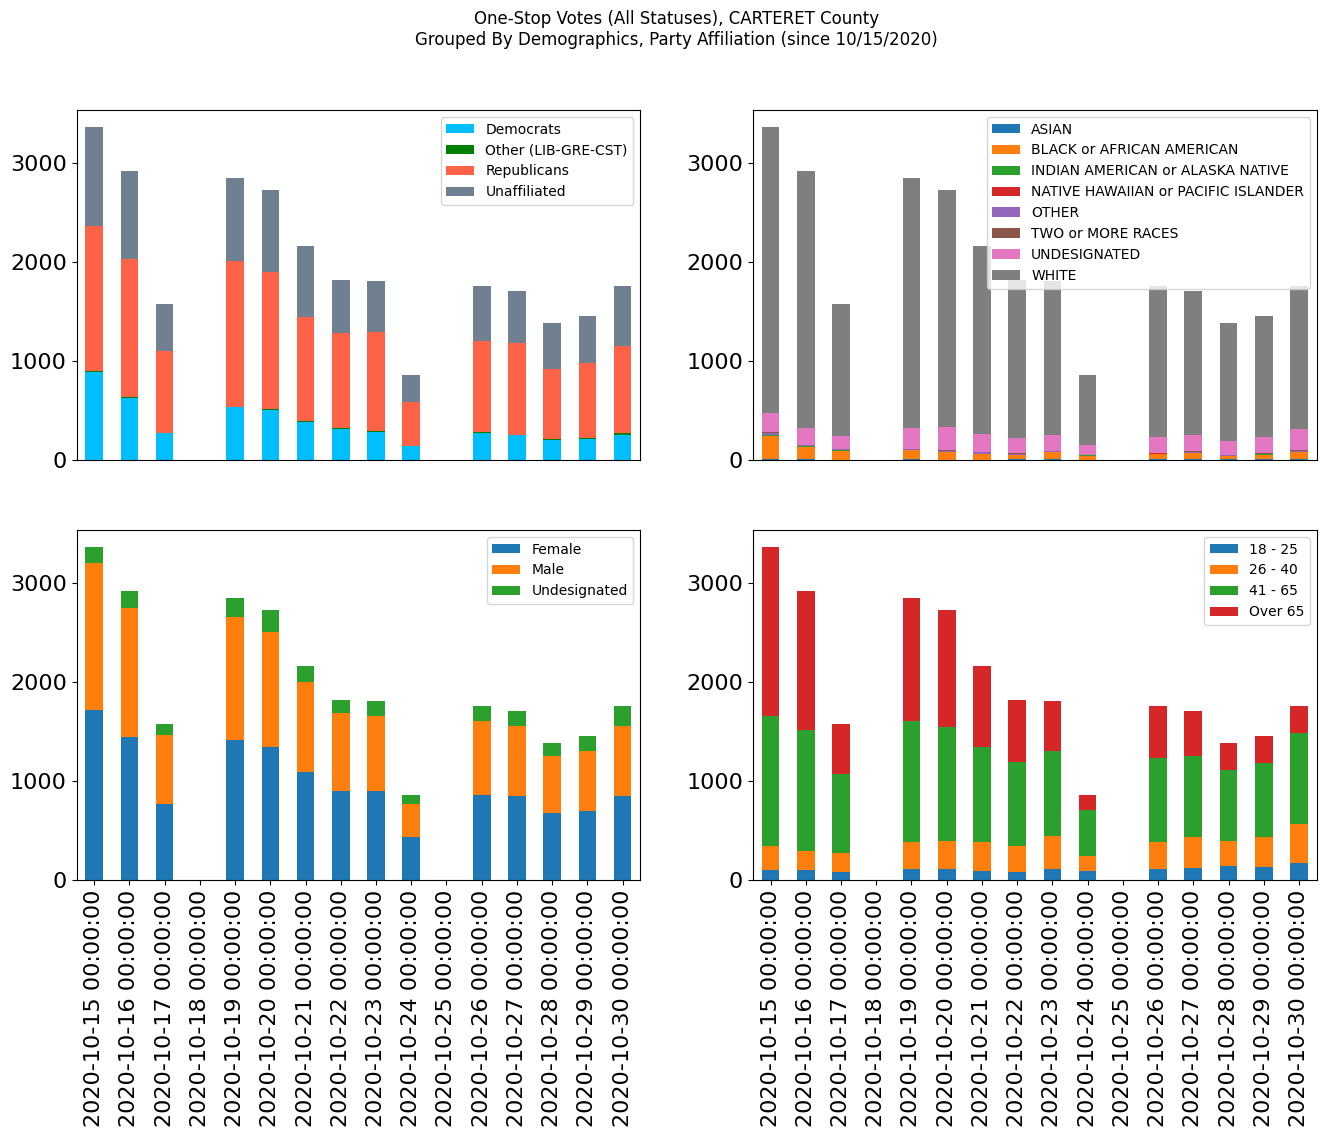 One-Stop Votes (All Statuses), CARTERET County
Grouped By Demographics, Party Affiliation (since 10/15/2020)
3000
2000
1000
0
Democrats
Other (LIB-GRE-CST)
Republicans
Unaffiliated
3000
2000
1000
0
ASIAN
BLACK or AFRICAN AMERICAN
INDIAN AMERICAN or ALASKA NATIVE
NATIVE HAWAIIAN or PACIFIC ISLANDER
OTHER
TWO or MORE RACES
UNDESIGNATED
WHITE
3000
2000
1000
0
Female
Male
Undesignated
2020-10-15 00:00:00
2020-10-16 00:00:00
2020-10-17 00:00:00
2020-10-18 00:00:00
2020-10-19 00:00:00
2020-10-20 00:00:00
2020-10-21 00:00:00
2020-10-22 00:00:00
2020-10-23 00:00:00
2020-10-24 00:00:00
2020-10-25 00:00:00
2020-10-26 00:00:00
2020-10-27 00:00:00
2020-10-28 00:00:00
2020-10-29 00:00:00
2020-10-30 00:00:00
3000
2000
1000
0
18 - 25
26 - 40
41 - 65
Over 65
2020-10-15 00:00:00
2020-10-16 00:00:00
2020-10-17 00:00:00
2020-10-18 00:00:00
2020-10-19 00:00:00
2020-10-20 00:00:00
2020-10-21 00:00:00
2020-10-22 00:00:00
2020-10-23 00:00:00
2020-10-24 00:00:00
2020-10-25 00:00:00
2020-10-26 00:00:00
2020-10-27 00:00:00
2020-10-28 00:00:00
2020-10-29 00:00:00
2020-10-30 00:00:00